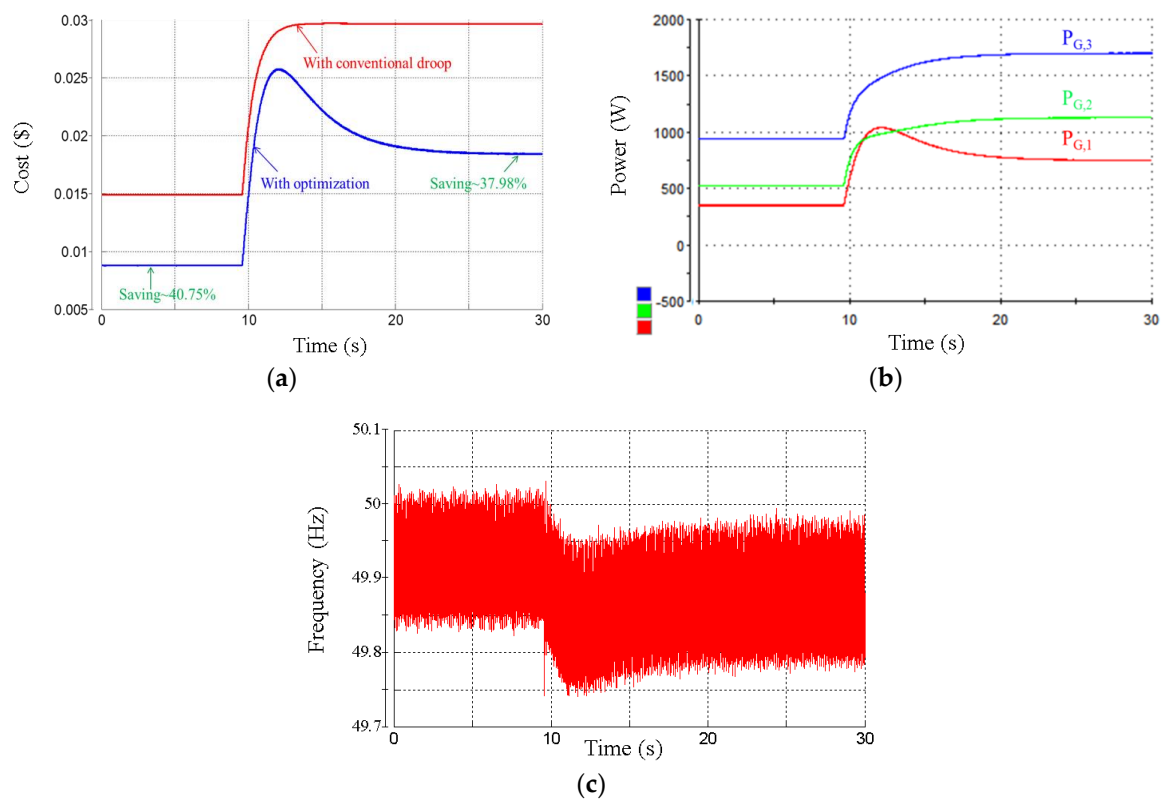 0.03
0.025
0.02
0.015
0.01
0.005
Cost ($)
With conventional droop
With optimization
Saving~37.98%
Saving~40.75%
0 10 20 30
Time (s)
(a)
2000
1500
1000
500
0
-500
Power (W)
P_G,3
P_G,2
P_G,1
0 10 20 30
Time (s)
(b)
50.1
50
49.9
49.8
49.7
Frequency (Hz)
0 10 20 30
Time (s)
(c)